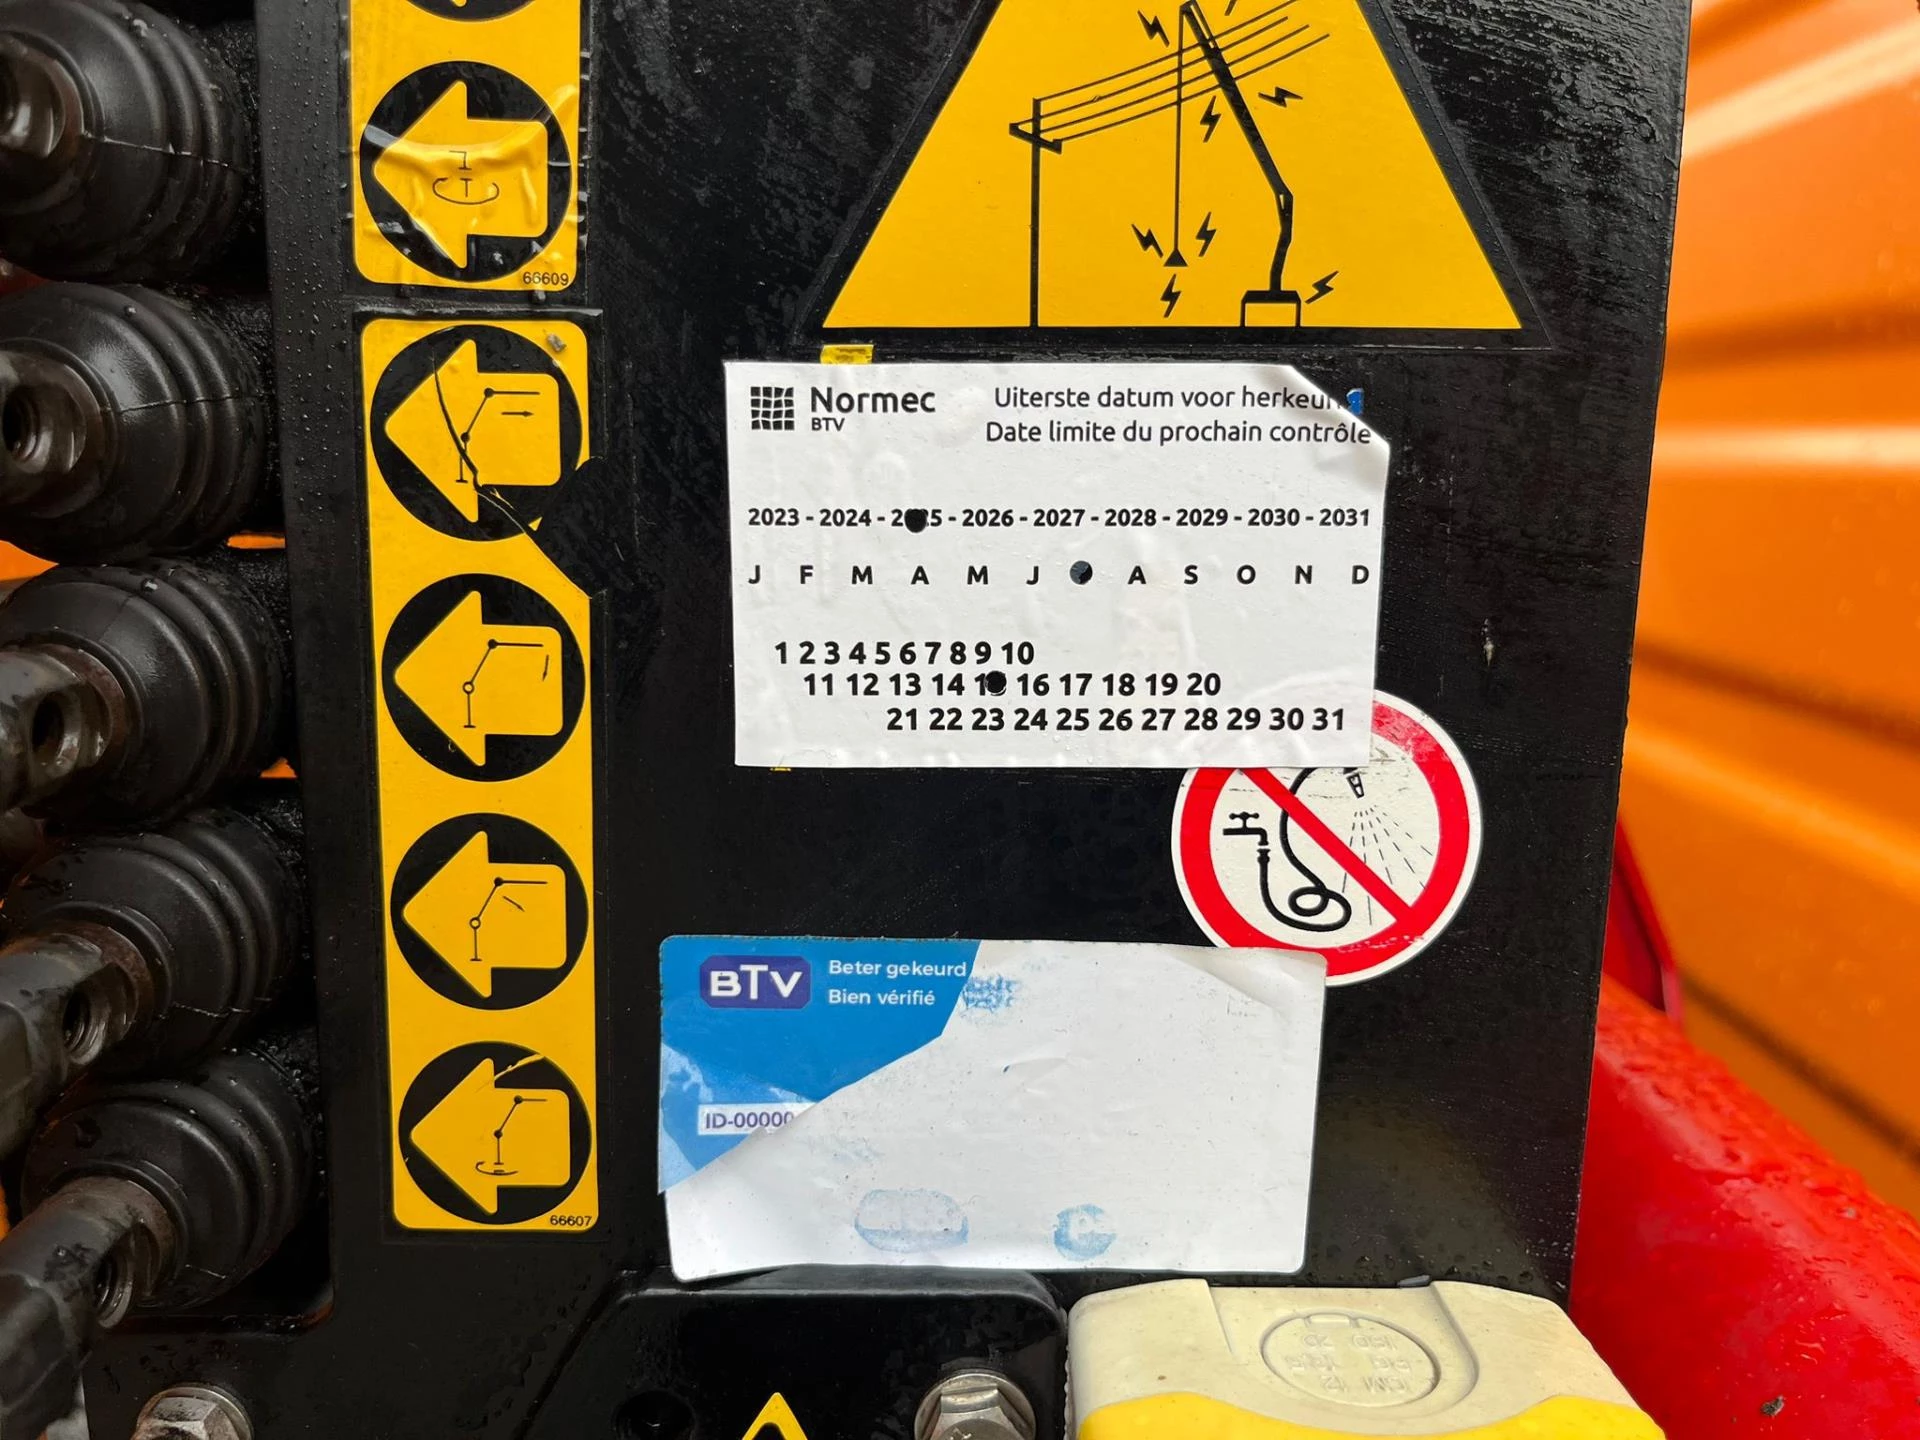 66609
Normec
BTV
Uiterste datum voor herkeur
Date limite du prochain contrôle
2023 - 2024 - 2025 - 2026 - 2027 - 2028 - 2029 - 2030 - 2031
J F M A M J A S O N D
1 2 3 4 5 6 7 8 9 10
11 12 13 14 15 16 17 18 19 20
21 22 23 24 25 26 27 28 29 30 31
BTV
Beter gekeurd
Bien vérifié
ID-00000
66607